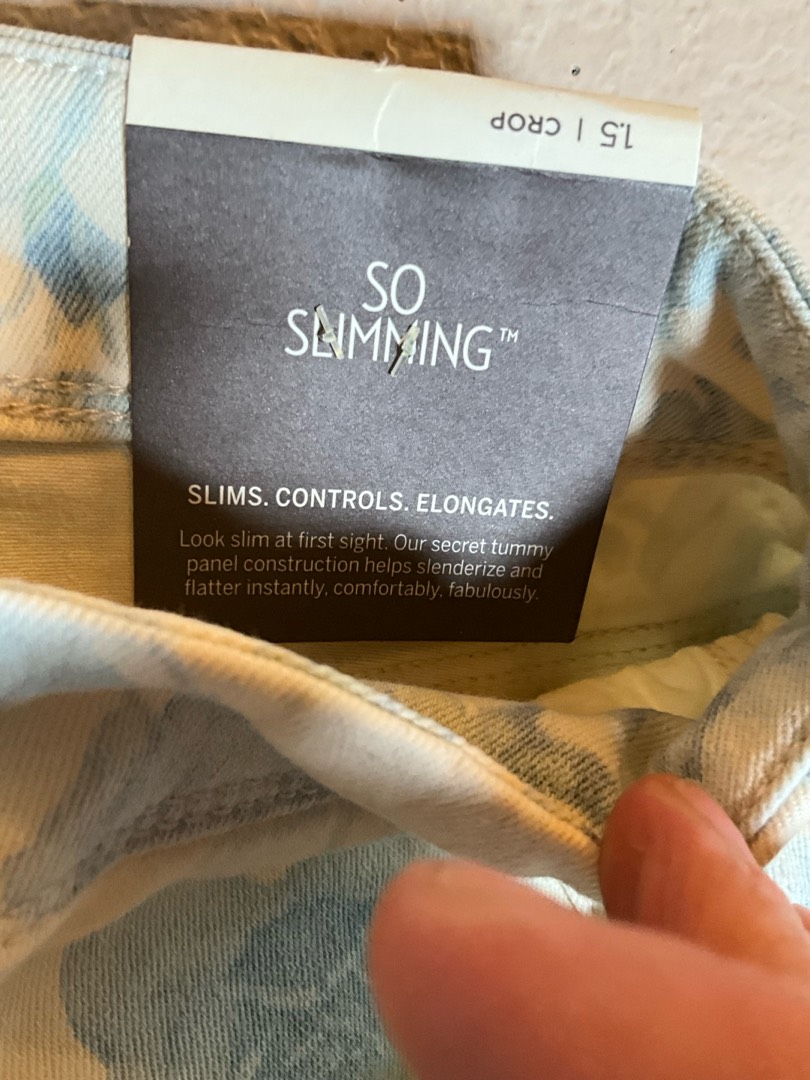 1.5 | CROP
SO
SLIMMING™
SLIMS. CONTROLS. ELONGATES.
Look slim at first sight. Our secret tummy
panel construction helps slenderize and
flatter instantly, comfortably, fabulously.